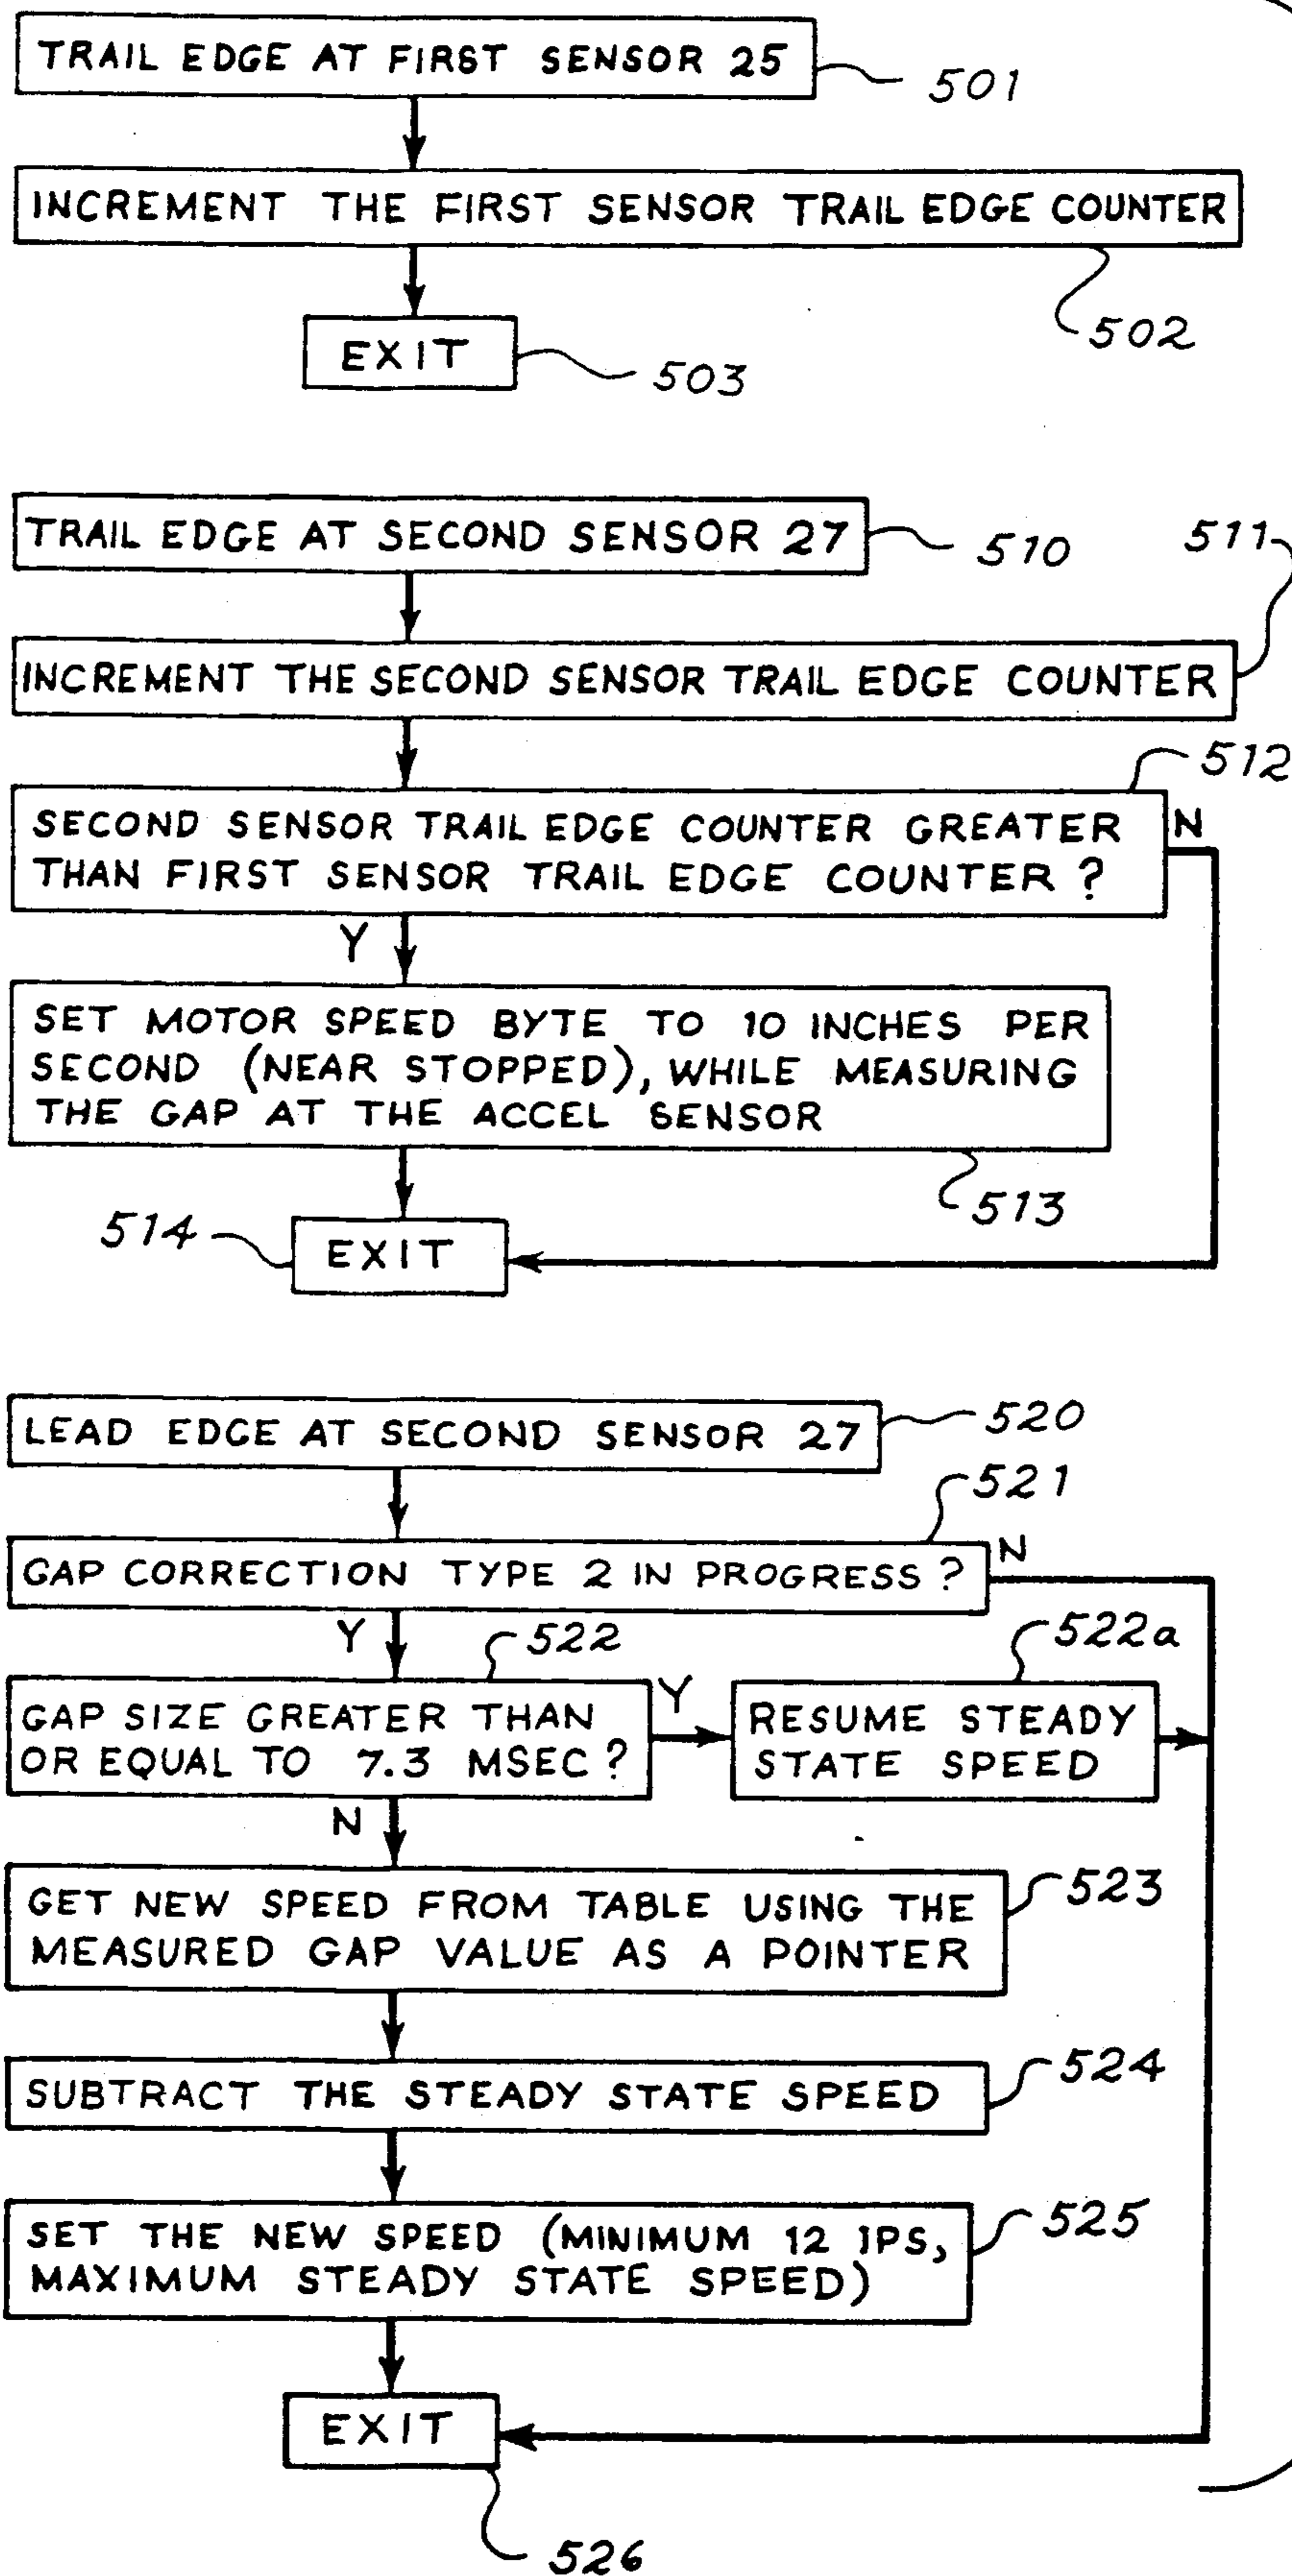 TRAIL EDGE AT FIRST SENSOR 25
501
INCREMENT THE FIRST SENSOR TRAIL EDGE COUNTER
502
EXIT
503
TRAIL EDGE AT SECOND SENSOR 27
510
511
INCREMENT THE SECOND SENSOR TRAIL EDGE COUNTER
512
SECOND SENSOR TRAIL EDGE COUNTER GREATER
THAN FIRST SENSOR TRAIL EDGE COUNTER ?
N
Y
SET MOTOR SPEED BYTE TO 10 INCHES PER
SECOND (NEAR STOPPED), WHILE MEASURING
THE GAP AT THE ACCEL SENSOR
513
514
EXIT
LEAD EDGE AT SECOND SENSOR 27
520
521
GAP CORRECTION TYPE 2 IN PROGRESS ?
N
Y
522
522a
GAP SIZE GREATER THAN
OR EQUAL TO 7.3 MSEC ?
Y
RESUME STEADY
STATE SPEED
N
GET NEW SPEED FROM TABLE USING THE
MEASURED GAP VALUE AS A POINTER
523
SUBTRACT THE STEADY STATE SPEED
524
SET THE NEW SPEED (MINIMUM 12 IPS,
MAXIMUM STEADY STATE SPEED)
525
EXIT
526